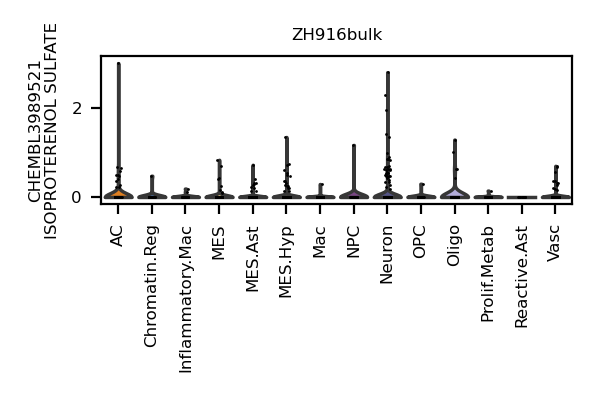 ZH916bulk
CHEMBL3989521
ISOPROTERENOL SULFATE
2
0
AC
Chromatin.Reg
Inflammatory.Mac
MES
MES.Ast
MES.Hyp
Mac
NPC
Neuron
OPC
Oligo
Prolif.Metab
Reactive.Ast
Vasc